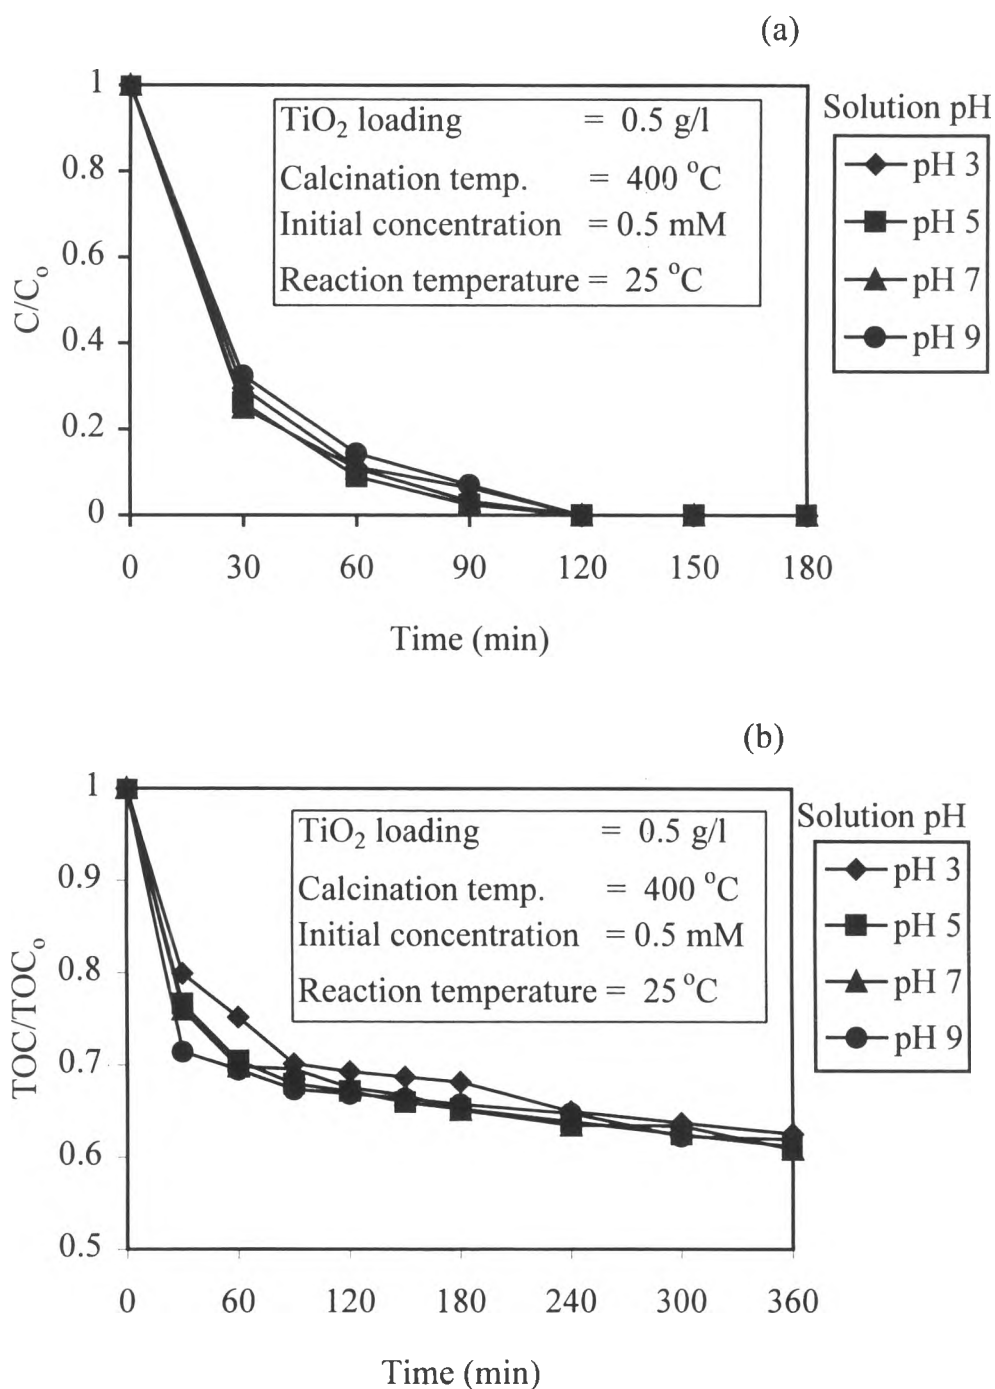 (a)
1
0.8
0.6
0.4
0.2
0
C/Cₒ
TiO₂ loading = 0.5 g/l
Calcination temp. = 400 °C
Initial concentration = 0.5 mM
Reaction temperature = 25 °C
Solution pH
pH 3
pH 5
pH 7
pH 9
0 30 60 90 120 150 180
Time (min)
(b)
1
0.9
0.8
0.7
0.6
0.5
TOC/TOCₒ
TiO₂ loading = 0.5 g/l
Calcination temp. = 400 °C
Initial concentration = 0.5 mM
Reaction temperature = 25 °C
Solution pH
pH 3
pH 5
pH 7
pH 9
0 60 120 180 240 300 360
Time (min)